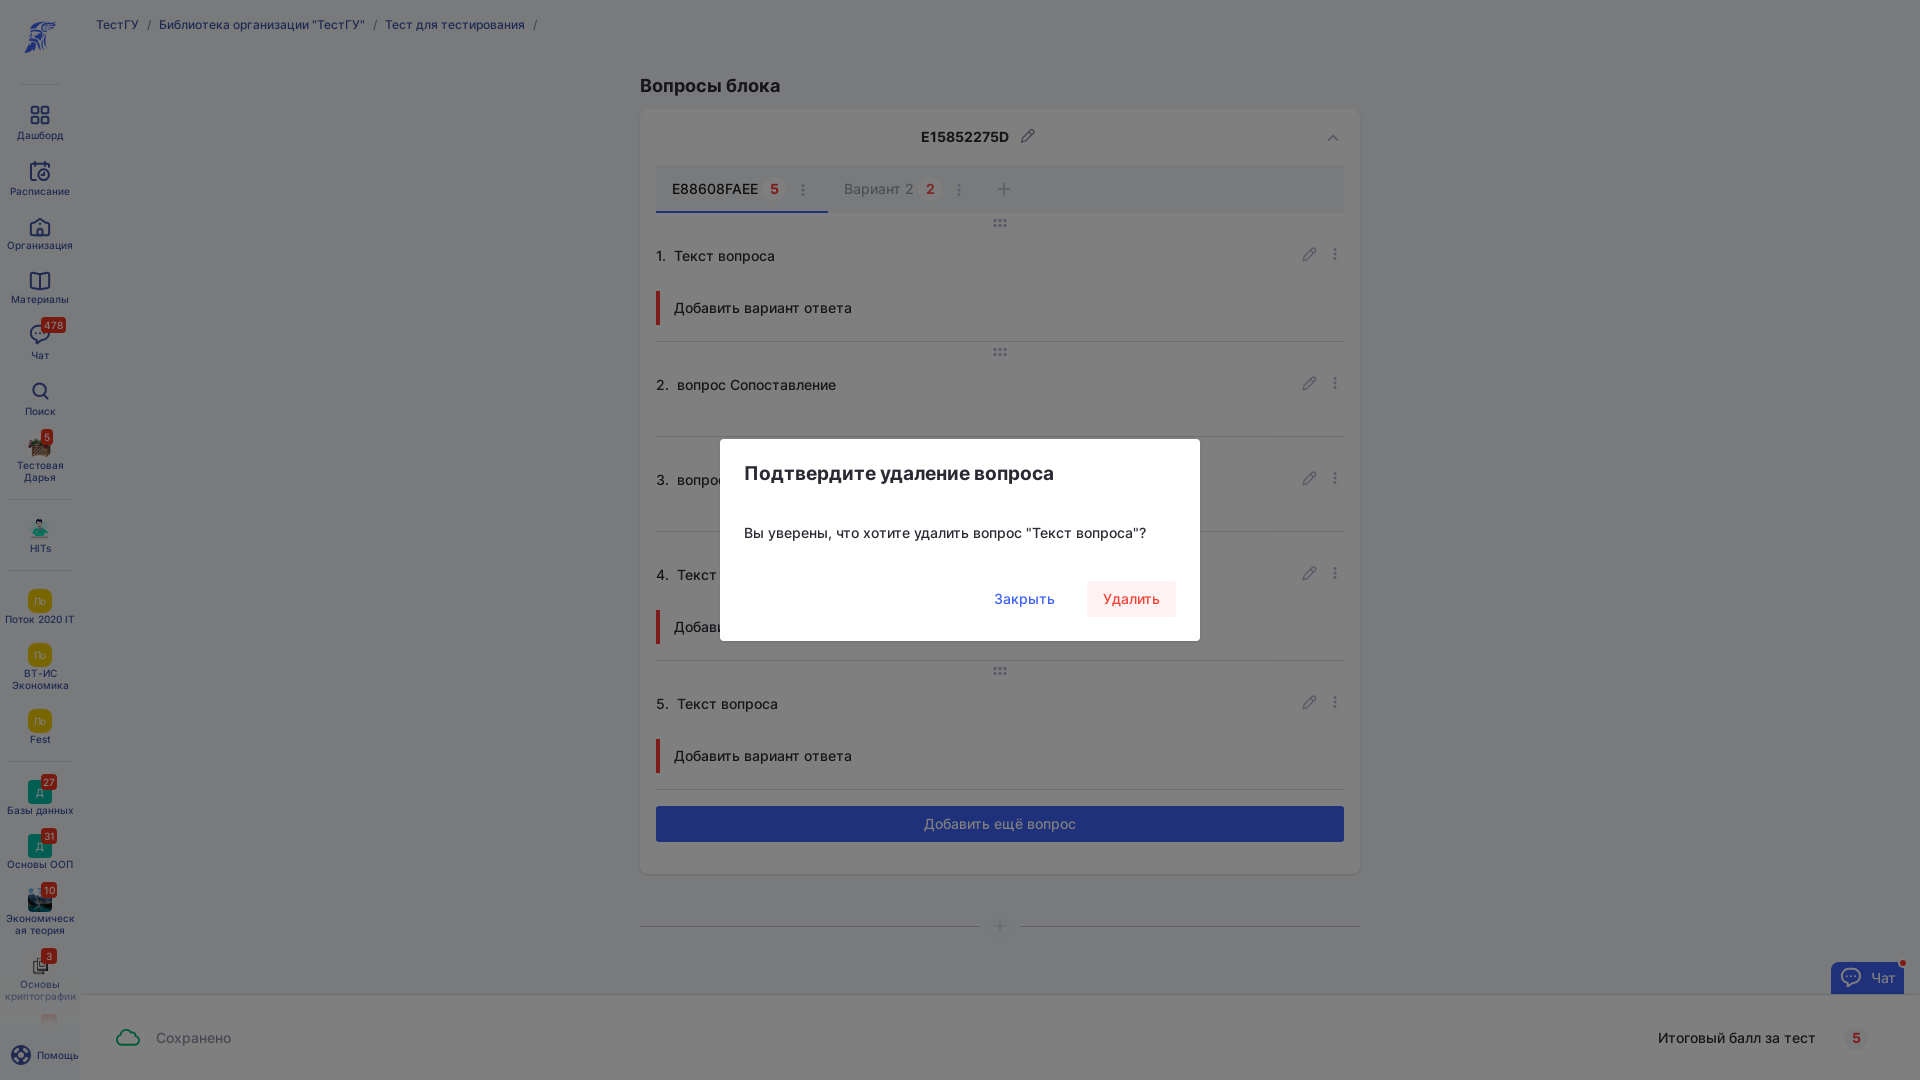 ТестГУ / Библиотека организации "ТестГУ" / Тест для тестирования /
Дашборд
Расписание
Организация
Материалы
478
Чат
Поиск
5
Тестовая
Дарья
HITs
По
Поток 2020 IT
По
ВТ-ИС
Экономика
По
Fest
27
Д
Базы данных
31
Д
Основы ООП
10
Экономическ
ая теория
3
Основы
криптографии
Помощь
Вопросы блока
E15852275D
E88608FAEE 5
Вариант 2 2
1. Текст вопроса
Добавить вариант ответа
2. вопрос Сопоставление
3.
4. Текст
5. Текст вопроса
Добавить вариант ответа
Добавить ещё вопрос
Подтвердите удаление вопроса
Вы уверены, что хотите удалить вопрос "Текст вопроса"?
Закрыть
Удалить
Чат
Сохранено
Итоговый балл за тест 5